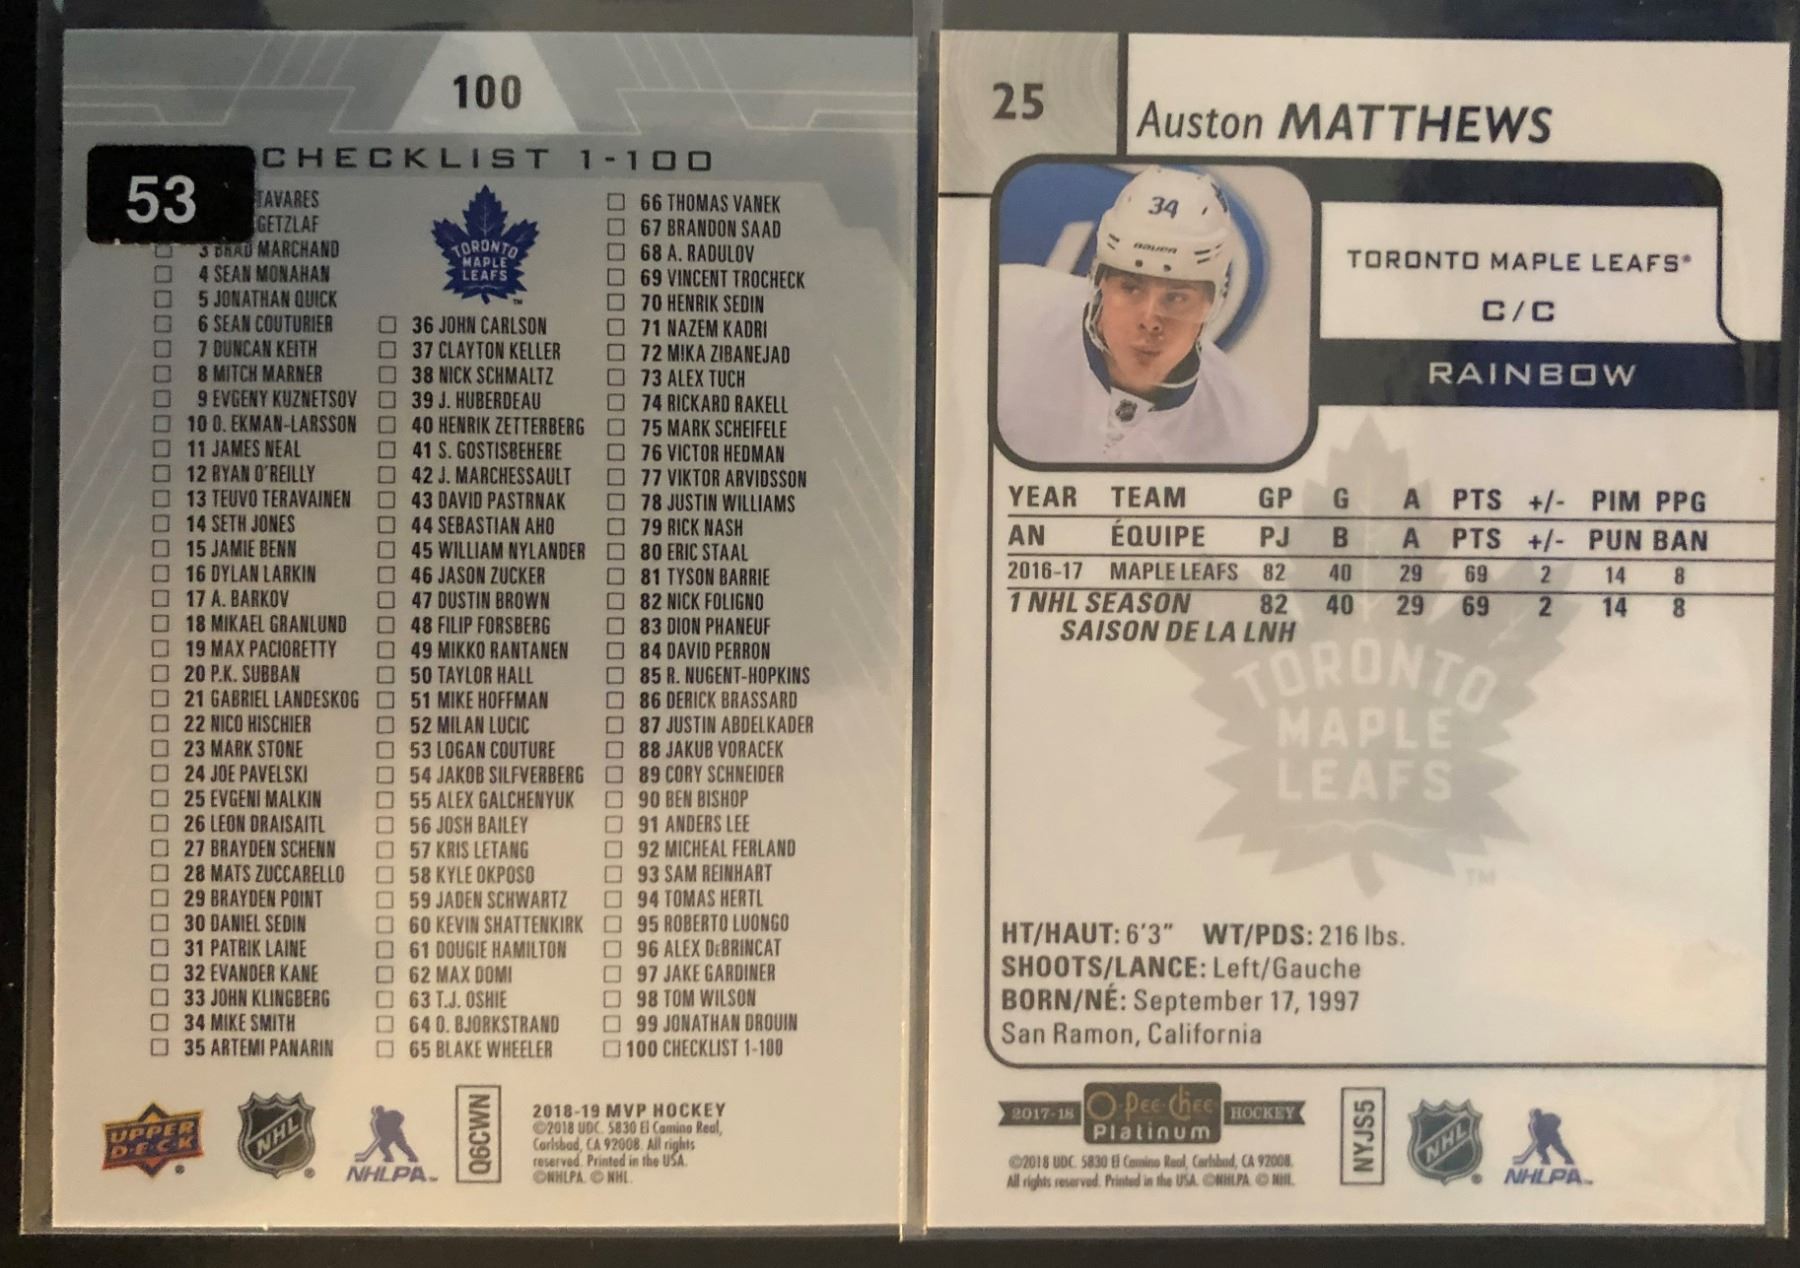 100
53
CHECKLIST 1-100
TAVARES
GETZLAF
3 BRAD MARCHAND
4 SEAN MONAHAN
5 JONATHAN QUICK
6 SEAN COUTURIER
7 DUNCAN KEITH
8 MITCH MARNER
9 EVGENY KUZNETSOV
10 O. EKMAN-LARSSON
11 JAMES NEAL
12 RYAN O'REILLY
13 TEUVO TERAVAINEN
14 SETH JONES
15 JAMIE BENN
16 DYLAN LARKIN
17 A. BARKOV
18 MIKAEL GRANLUND
19 MAX PACIORETTY
20 P.K. SUBBAN
21 GABRIEL LANDESKOG
22 NICO HISCHIER
23 MARK STONE
24 JOE PAVELSKI
25 EVGENI MALKIN
26 LEON DRAISAITL
27 BRAYDEN SCHENN
28 MATS ZUCCARELLO
29 BRAYDEN POINT
30 DANIEL SEDIN
31 PATRIK LAINE
32 EVANDER KANE
33 JOHN KLINGBERG
34 MIKE SMITH
35 ARTEMI PANARIN
TORONTO
MAPLE
LEAFS
TM
36 JOHN CARLSON
37 CLAYTON KELLER
38 NICK SCHMALTZ
39 J. HUBERDEAU
40 HENRIK ZETTERBERG
41 S. GOSTISBEHERE
42 J. MARCHESSAULT
43 DAVID PASTRNAK
44 SEBASTIAN AHO
45 WILLIAM NYLANDER
46 JASON ZUCKER
47 DUSTIN BROWN
48 FILIP FORSBERG
49 MIKKO RANTANEN
50 TAYLOR HALL
51 MIKE HOFFMAN
52 MILAN LUCIC
53 LOGAN COUTURE
54 JAKOB SILFVERBERG
55 ALEX GALCHENYUK
56 JOSH BAILEY
57 KRIS LETANG
58 KYLE OKPOSO
59 JADEN SCHWARTZ
60 KEVIN SHATTENKIRK
61 DOUGIE HAMILTON
62 MAX DOMI
63 T.J. OSHIE
64 O. BJORKSTRAND
65 BLAKE WHEELER
66 THOMAS VANEK
67 BRANDON SAAD
68 A. RADULOV
69 VINCENT TROCHECK
70 HENRIK SEDIN
71 NAZEM KADRI
72 MIKA ZIBANEJAD
73 ALEX TUCH
74 RICKARD RAKELL
75 MARK SCHEIFELE
76 VICTOR HEDMAN
77 VIKTOR ARVIDSSON
78 JUSTIN WILLIAMS
79 RICK NASH
80 ERIC STAAL
81 TYSON BARRIE
82 NICK FOLIGNO
83 DION PHANEUF
84 DAVID PERRON
85 R. NUGENT-HOPKINS
86 DERICK BRASSARD
87 JUSTIN ABDELKADER
88 JAKUB VORACEK
89 CORY SCHNEIDER
90 BEN BISHOP
91 ANDERS LEE
92 MICHEAL FERLAND
93 SAM REINHART
94 TOMAS HERTL
95 ROBERTO LUONGO
96 ALEX DeBRINCAT
97 JAKE GARDINER
98 TOM WILSON
99 JONATHAN DROUIN
100 CHECKLIST 1-100
UPPER
DECK
NHL
NHLPA
Q6CWN
2018-19 MVP HOCKEY
©2018 UDC. 5830 El Camino Real,
Carlsbad, CA 92008. All rights
reserved. Printed in the USA.
©NHLPA. © NHL.
25
Auston MATTHEWS
34
BAUER
TORONTO MAPLE LEAFS®
C/C
RAINBOW
YEAR TEAM GP G A PTS +/- PIM PPG
AN ÉQUIPE PJ B A PTS +/- PUN BAN
2016-17 MAPLE LEAFS 82 40 29 69 2 14 8
1 NHL SEASON 82 40 29 69 2 14 8
SAISON DE LA LNH
TORONTO
MAPLE
LEAFS
TM
HT/HAUT: 6'3" WT/PDS: 216 lbs.
SHOOTS/LANCE: Left/Gauche
BORN/NÉ: September 17, 1997
San Ramon, California
2017-18 O-Pee-Chee HOCKEY
Platinum
©2018 UDC. 5830 El Camino Real, Carlsbad, CA 92008.
All rights reserved. Printed in the USA. ©NHLPA © NHL.
NYJS5
NHL
NHLPA